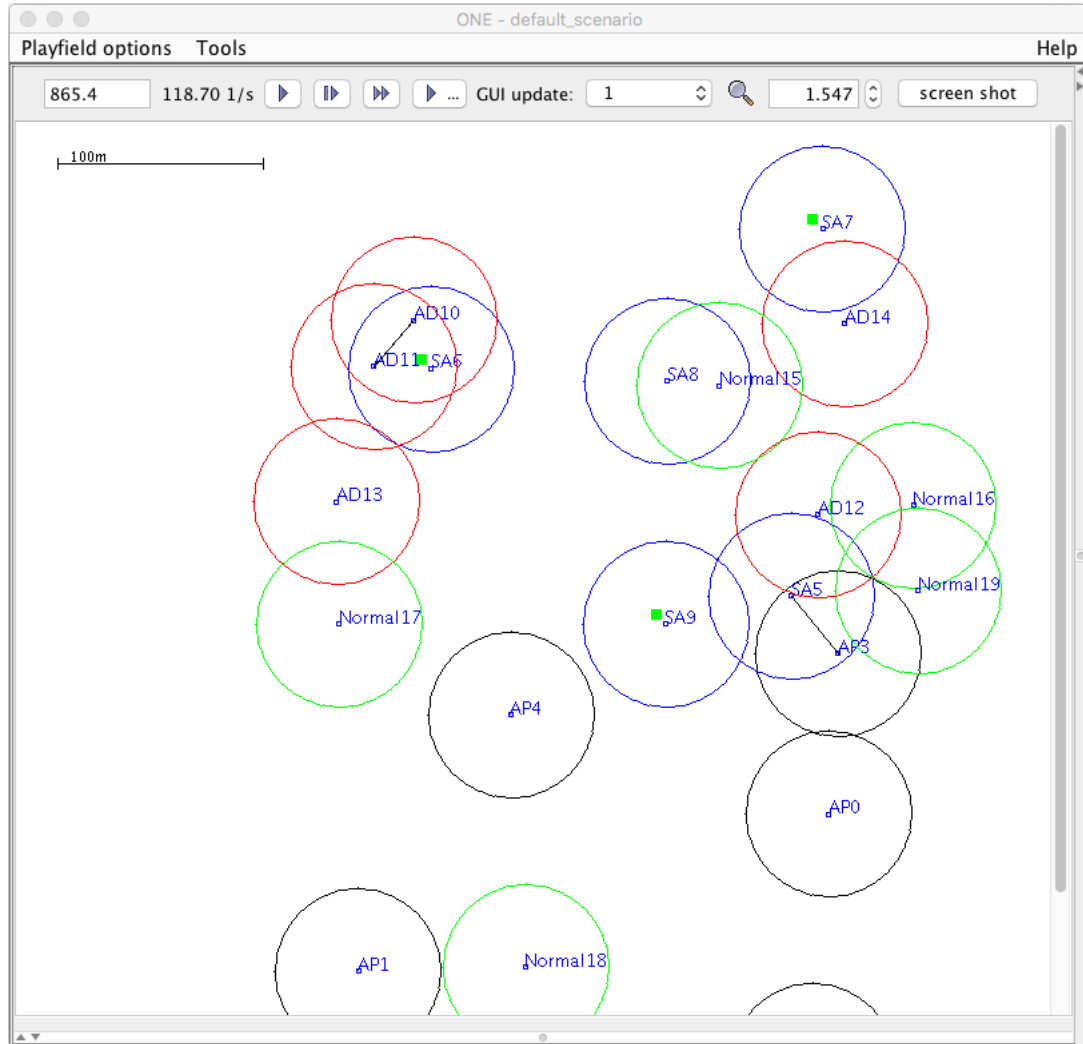 ONE - default_scenario
Playfield options Tools Help
865.4 118.70 1/s ... GUI update: 1 1.547 screen shot
100m
SA7
AD10
AD14
AD11 SA6
SA8 Normal15
AD13
AD12 Normal16
SA5 Normal19
Normal17 SA9
AP3
AP4
AP0
AP1 Normal18